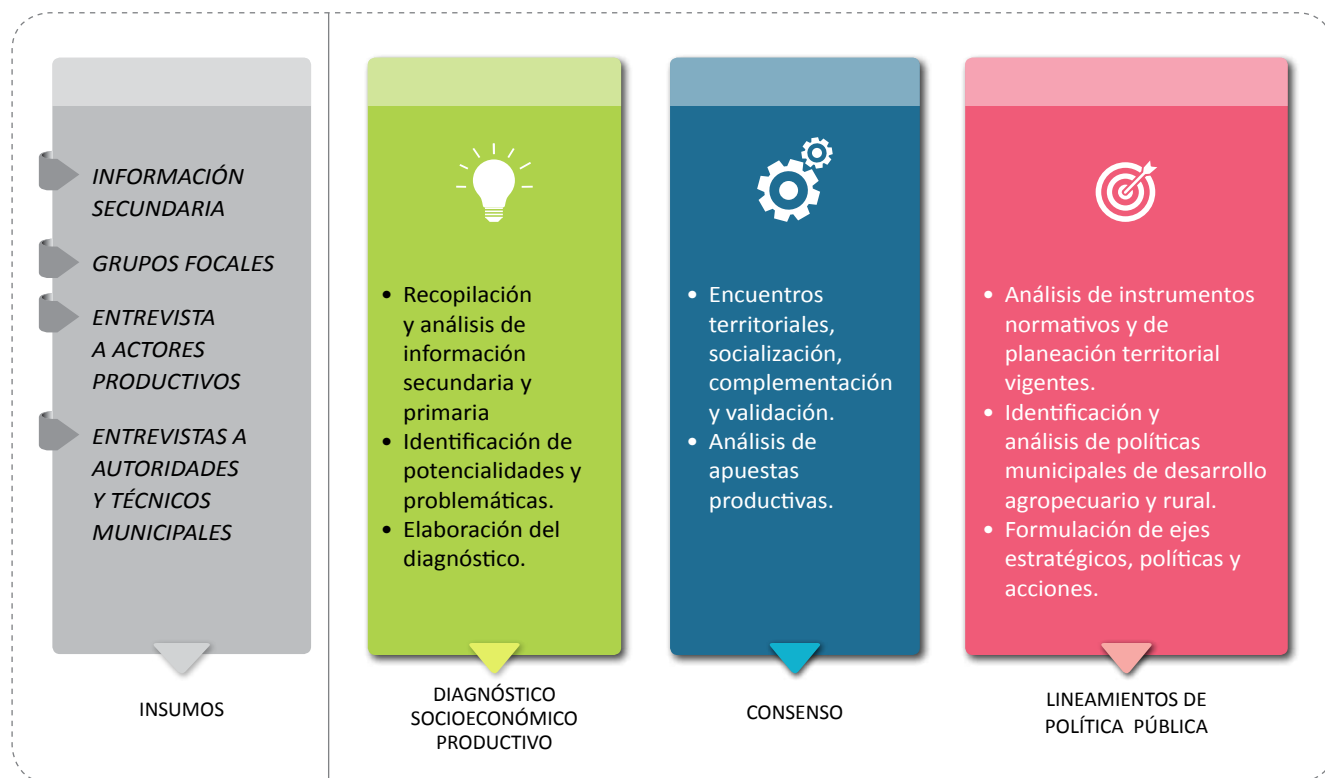 INFORMACIÓN
SECUNDARIA
GRUPOS FOCALES
ENTREVISTA
A ACTORES
PRODUCTIVOS
ENTREVISTAS A
AUTORIDADES
Y TÉCNICOS
MUNICIPALES
INSUMOS
• Recopilación
y análisis de
información
secundaria y
primaria
• Identificación de
potencialidades y
problemáticas.
• Elaboración del
diagnóstico.
DIAGNÓSTICO
SOCIOECONÓMICO
PRODUCTIVO
• Encuentros
territoriales,
socialización,
complementación
y validación.
• Análisis de
apuestas
productivas.
CONSENSO
• Análisis de instrumentos
normativos y de
planeación territorial
vigentes.
• Identificación y
análisis de políticas
municipales de desarrollo
agropecuario y rural.
• Formulación de ejes
estratégicos, políticas y
acciones.
LINEAMIENTOS DE
POLÍTICA PÚBLICA